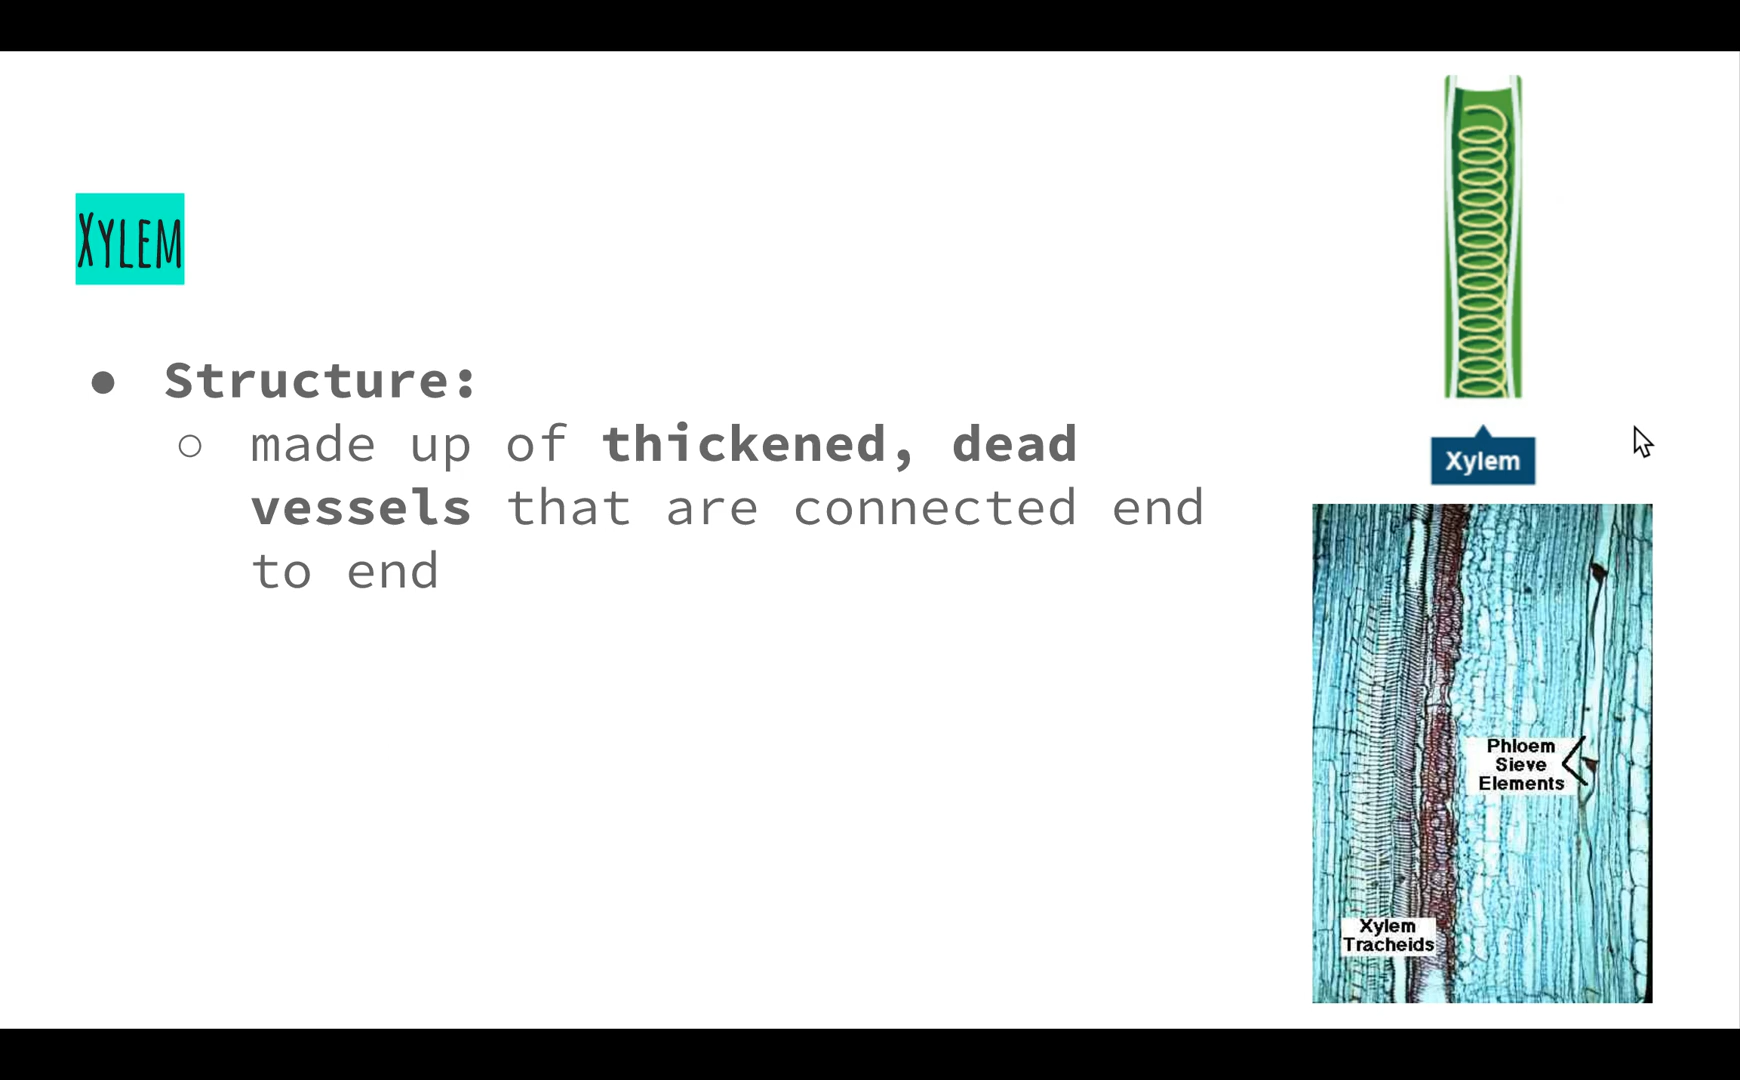 Xylem
● Structure:
○ made up of thickened, dead
vessels that are connected end
to end
Xylem
Phloem
Sieve
Elements
Xylem
Tracheids